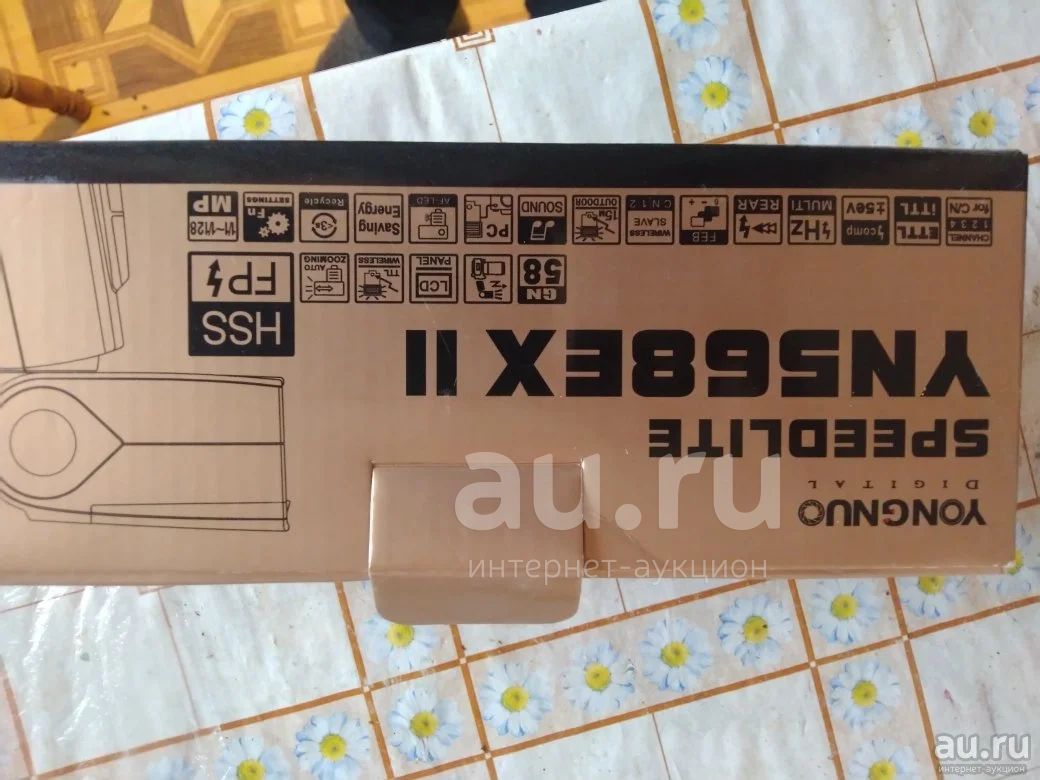 YONGNUO
DIGITAL
SPEEDLITE
YN568EX II
GN 58
LCD PANEL
TTL WIRELESS
AUTO ZOOMING
HSS
FP
CHANNEL 1 2 3 4 for C/N
ETTL iTTL
comp ±5ev
Hz MULTI
REAR
FEB
WIRELESS SLAVE C N 1 2
15M OUTDOOR
SOUND
PC
AF-LED
Saving Energy
<3s Recycle
Fn SETTINGS
1/1~1/128 MP
au.ru
интернет-аукцион
au.ru
интернет-аукцион